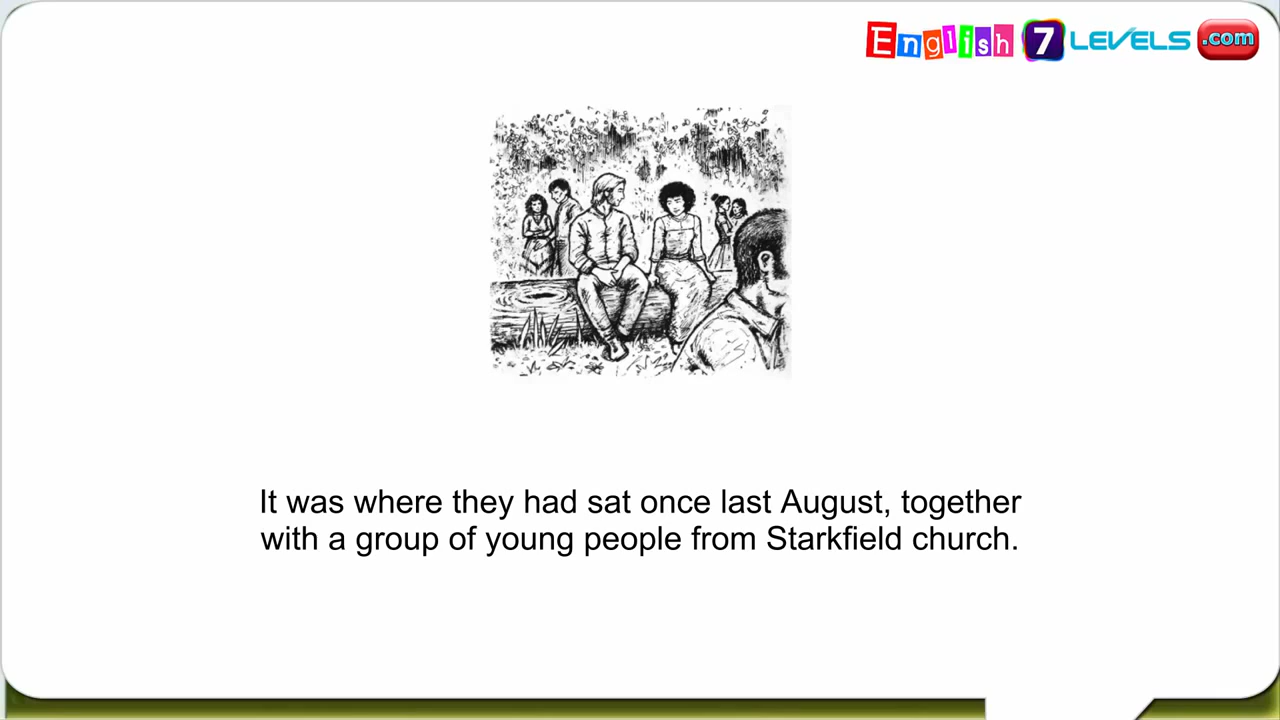 English 7 LEVELS .com
It was where they had sat once last August, together
with a group of young people from Starkfield church.